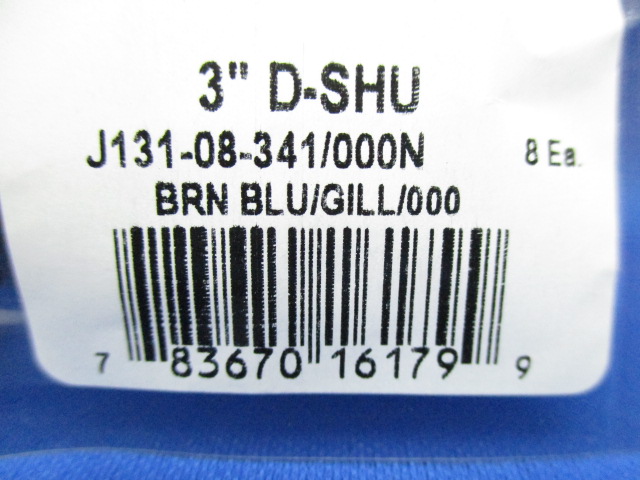 3" D-SHU
J131-08-341/000N 8 Ea.
BRN BLU/GILL/000
7 83670 16179 9